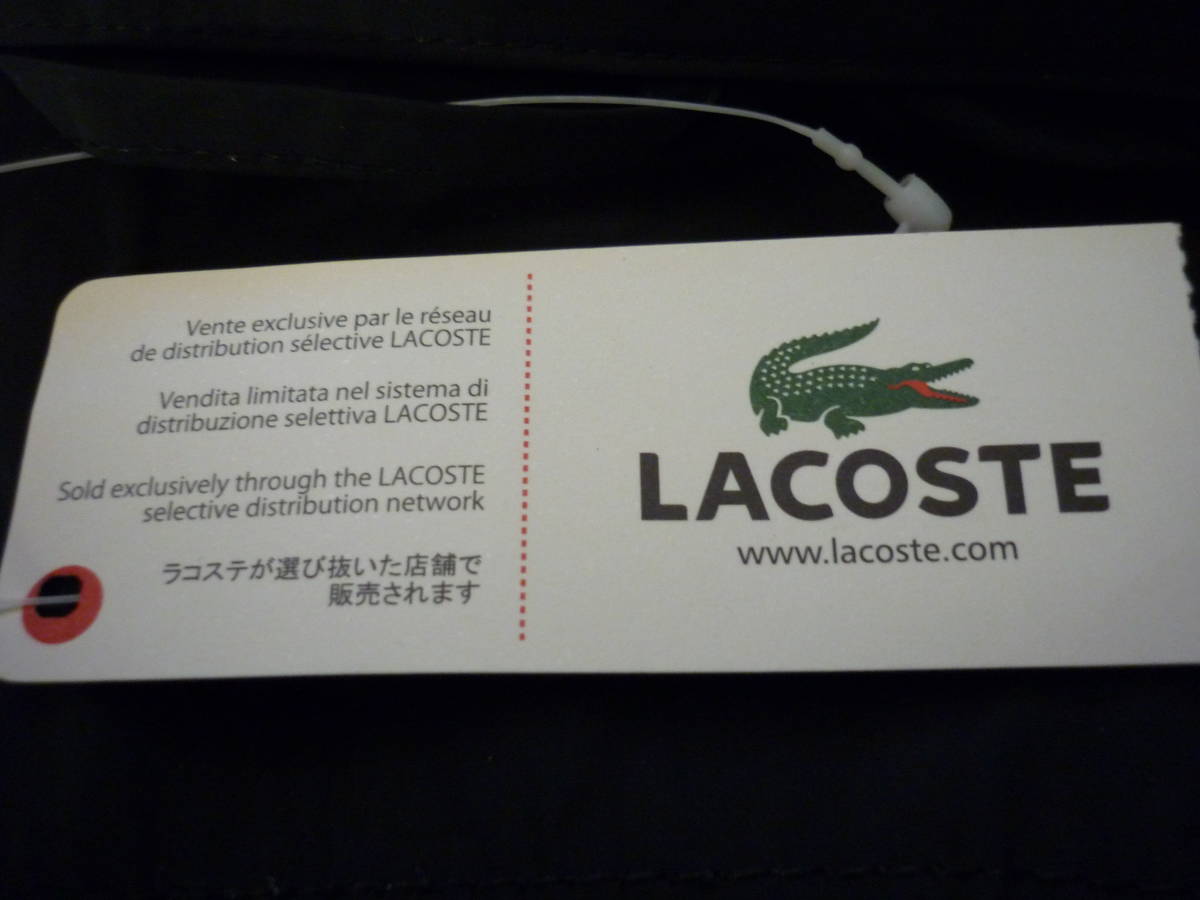 Vente exclusive par le réseau
de distribution sélective LACOSTE
Vendita limitata nel sistema di
distribuzione selettiva LACOSTE
Sold exclusively through the LACOSTE
selective distribution network
ラコステが選び抜いた店舗で
販売されます
LACOSTE
www.lacoste.com